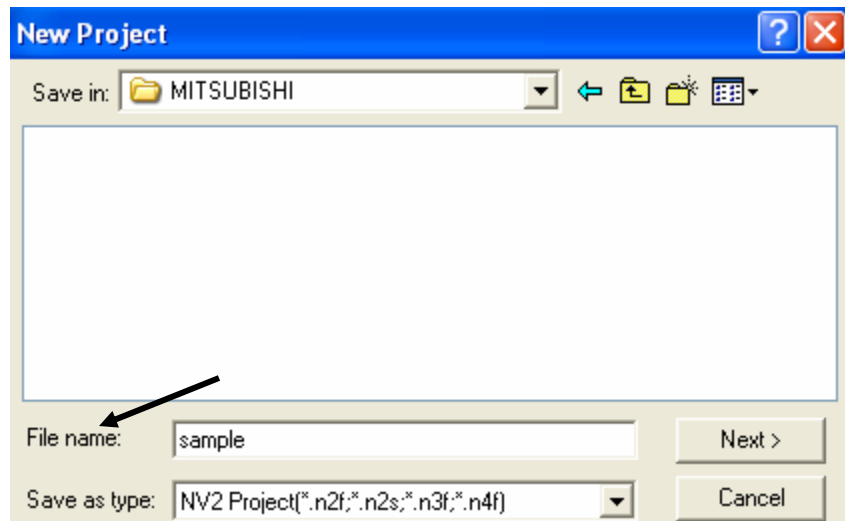 New Project
Save in: MITSUBISHI
File name: sample Next >
Save as type: NV2 Project(*.n2f;*.n2s;*.n3f;*.n4f) Cancel